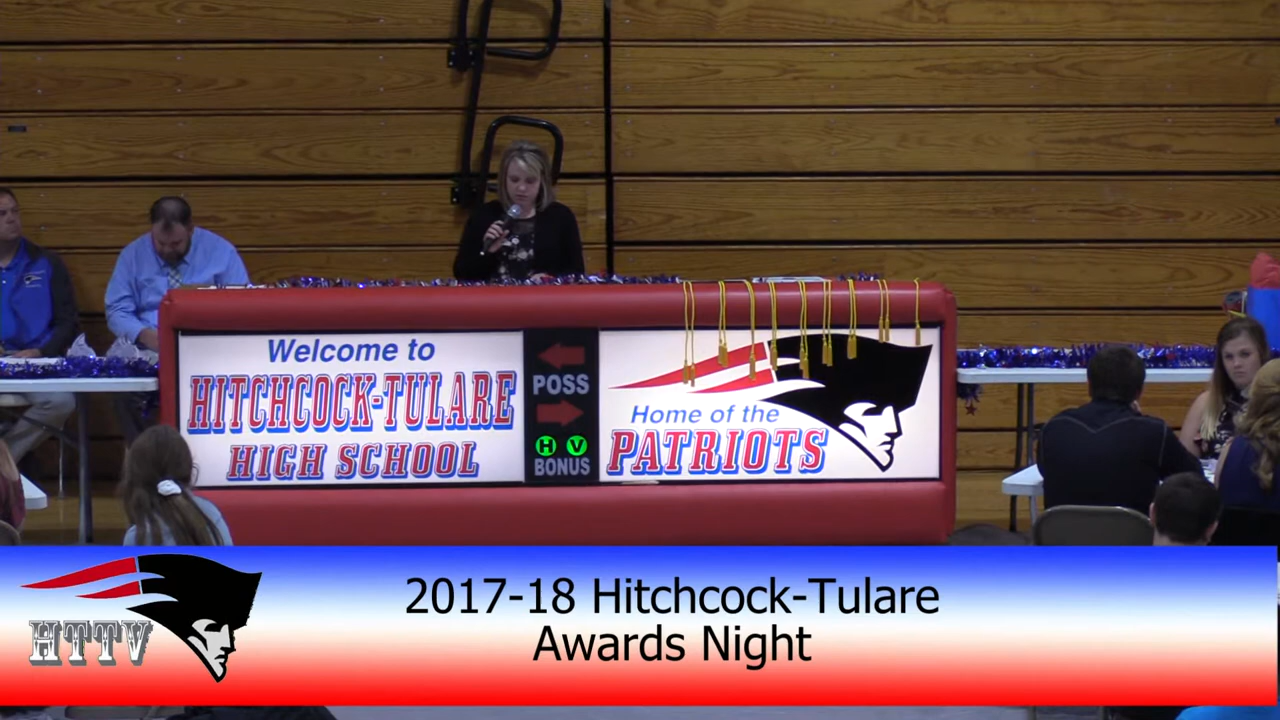 Welcome to
HITCHCOCK-TULARE
HIGH SCHOOL
POSS
H V
BONUS
Home of the
PATRIOTS
HTTV
2017-18 Hitchcock-Tulare
Awards Night